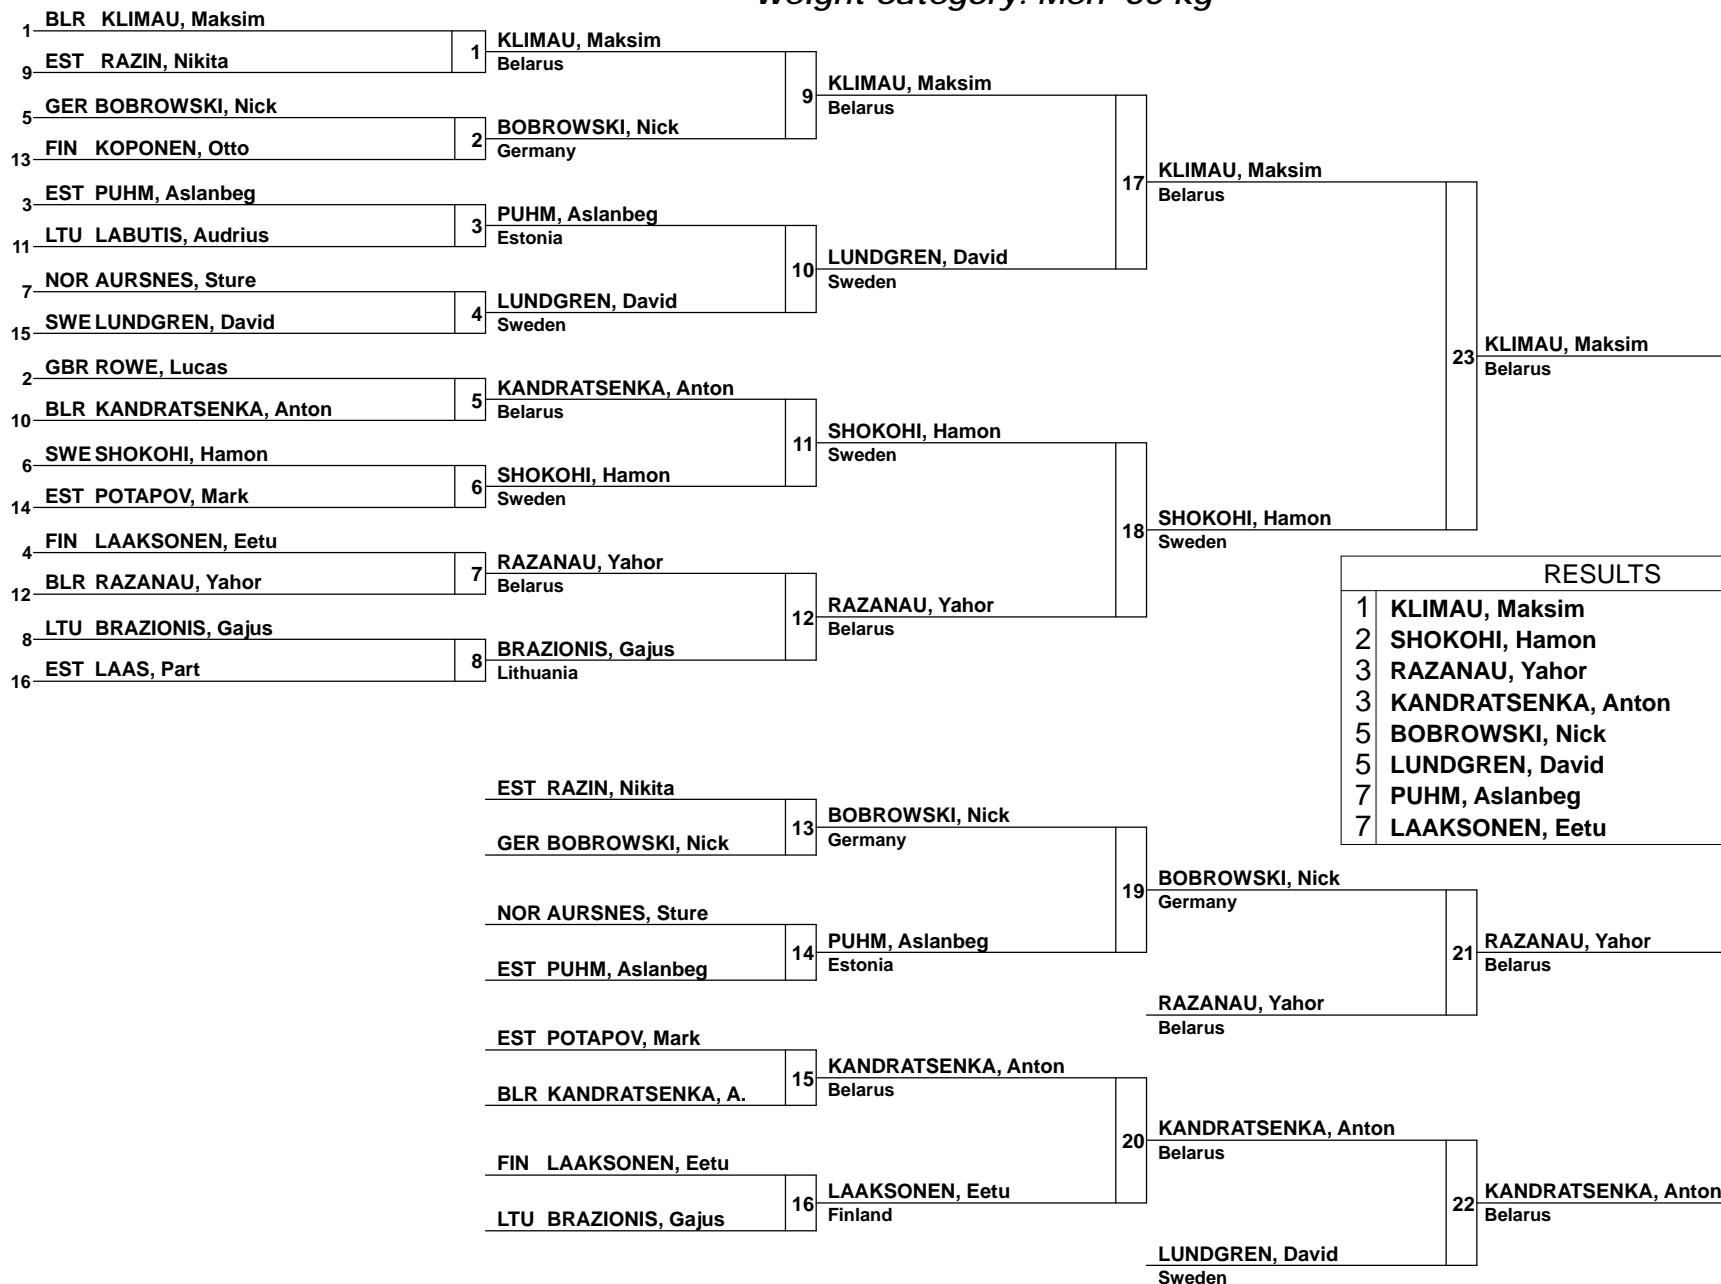 1 BLR KLIMAU, Maksim
9 EST RAZIN, Nikita
1
KLIMAU, Maksim
Belarus
5 GER BOBROWSKI, Nick
13 FIN KOPONEN, Otto
2
BOBROWSKI, Nick
Germany
9
KLIMAU, Maksim
Belarus
3 EST PUHM, Aslanbeg
11 LTU LABUTIS, Audrius
3
PUHM, Aslanbeg
Estonia
7 NOR AURSNES, Sture
15 SWE LUNDGREN, David
4
LUNDGREN, David
Sweden
10
LUNDGREN, David
Sweden
17
KLIMAU, Maksim
Belarus
2 GBR ROWE, Lucas
10 BLR KANDRATSENKA, Anton
5
KANDRATSENKA, Anton
Belarus
6 SWE SHOKOHI, Hamon
14 EST POTAPOV, Mark
6
SHOKOHI, Hamon
Sweden
11
SHOKOHI, Hamon
Sweden
4 FIN LAAKSONEN, Eetu
12 BLR RAZANAU, Yahor
7
RAZANAU, Yahor
Belarus
8 LTU BRAZIONIS, Gajus
16 EST LAAS, Part
8
BRAZIONIS, Gajus
Lithuania
12
RAZANAU, Yahor
Belarus
18
SHOKOHI, Hamon
Sweden
23
KLIMAU, Maksim
Belarus
RESULTS
1 KLIMAU, Maksim
2 SHOKOHI, Hamon
3 RAZANAU, Yahor
3 KANDRATSENKA, Anton
5 BOBROWSKI, Nick
5 LUNDGREN, David
7 PUHM, Aslanbeg
7 LAAKSONEN, Eetu
EST RAZIN, Nikita
GER BOBROWSKI, Nick
13
BOBROWSKI, Nick
Germany
NOR AURSNES, Sture
EST PUHM, Aslanbeg
14
PUHM, Aslanbeg
Estonia
19
BOBROWSKI, Nick
Germany
RAZANAU, Yahor
Belarus
21
RAZANAU, Yahor
Belarus
EST POTAPOV, Mark
BLR KANDRATSENKA, A.
15
KANDRATSENKA, Anton
Belarus
FIN LAAKSONEN, Eetu
LTU BRAZIONIS, Gajus
16
LAAKSONEN, Eetu
Finland
20
KANDRATSENKA, Anton
Belarus
LUNDGREN, David
Sweden
22
KANDRATSENKA, Anton
Belarus